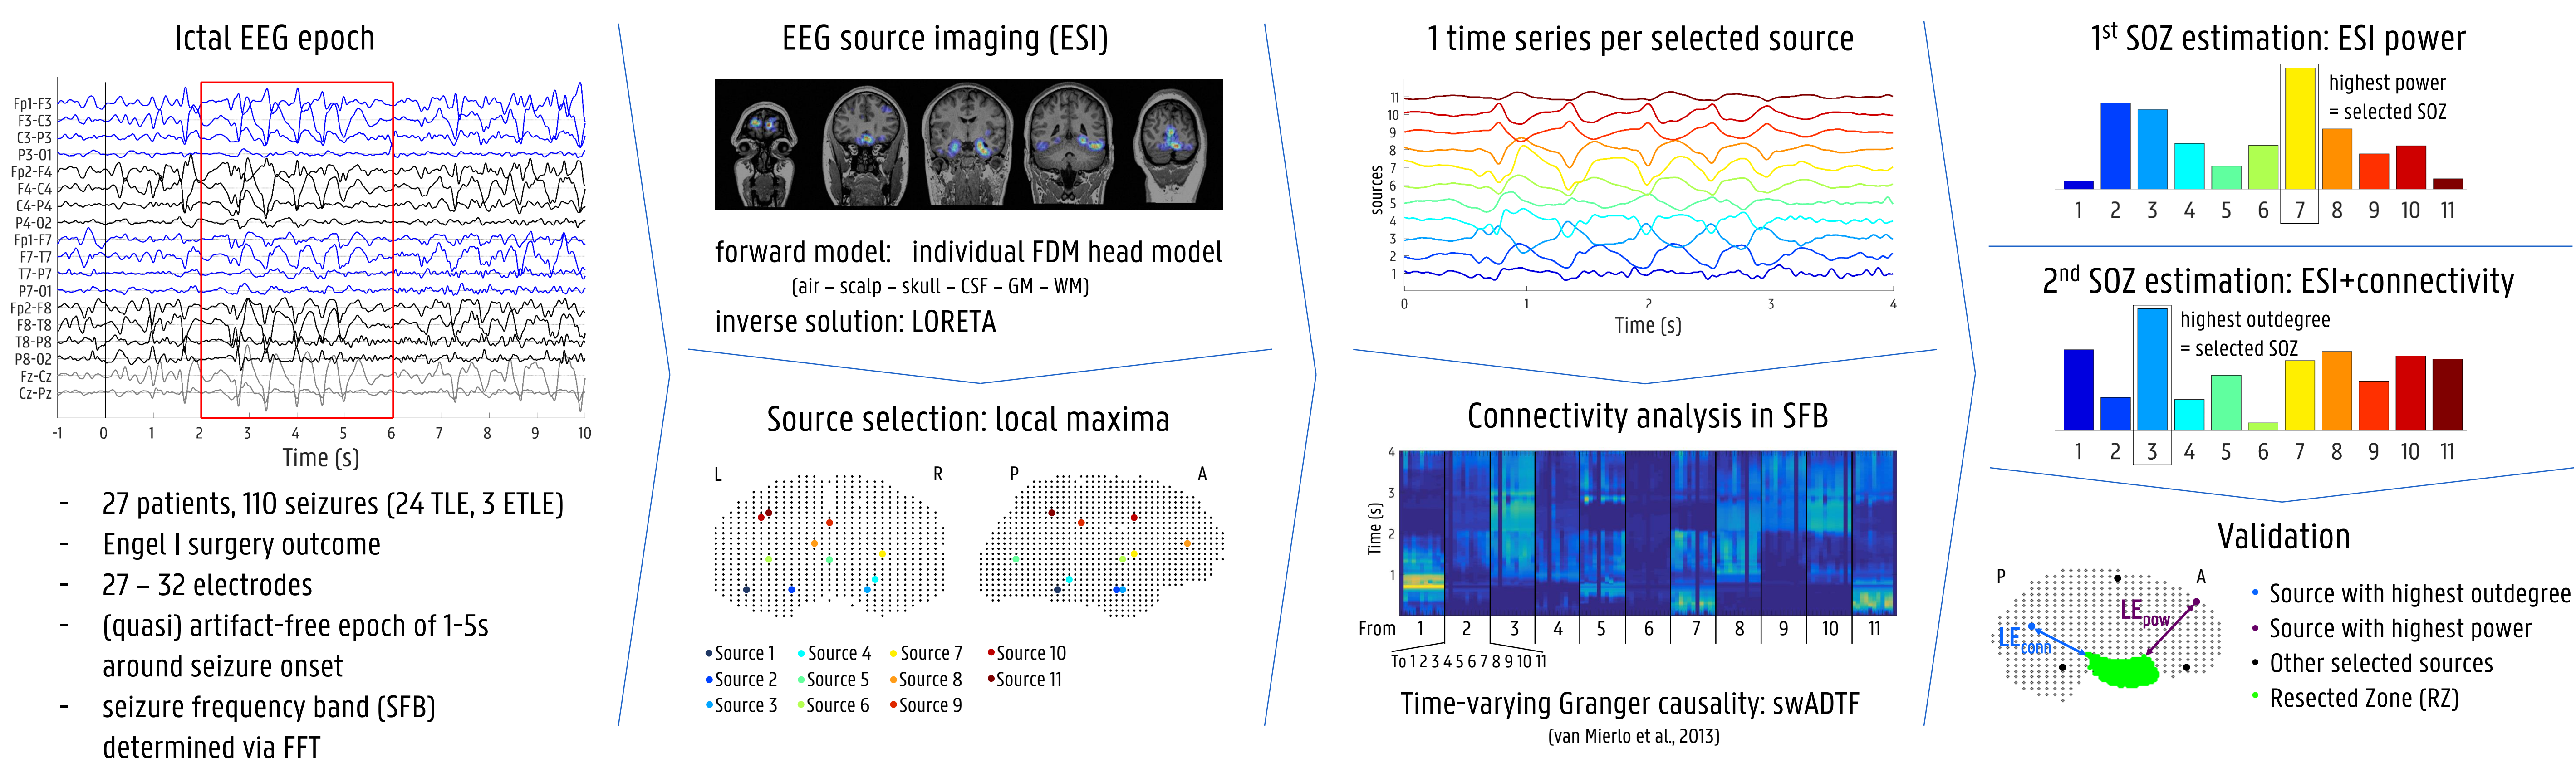 Ictal EEG epoch
Fp1-F3
F3-C3
C3-P3
P3-O1
Fp2-F4
F4-C4
C4-P4
P4-O2
Fp1-F7
F7-T7
T7-P7
P7-O1
Fp2-F8
F8-T8
T8-P8
P8-O2
Fz-Cz
Cz-Pz
-1 0 1 2 3 4 5 6 7 8 9 10
Time (s)
- 27 patients, 110 seizures (24 TLE, 3 ETLE)
- Engel I surgery outcome
- 27 – 32 electrodes
- (quasi) artifact-free epoch of 1-5s
around seizure onset
- seizure frequency band (SFB)
determined via FFT
EEG source imaging (ESI)
forward model: individual FDM head model
(air – scalp – skull – CSF – GM – WM)
inverse solution: LORETA
Source selection: local maxima
L R P A
Source 1 Source 4 Source 7 Source 10
Source 2 Source 5 Source 8 Source 11
Source 3 Source 6 Source 9
1 time series per selected source
sources
11
10
9
8
7
6
5
4
3
2
1
0 1 2 3 4
Time (s)
Connectivity analysis in SFB
Time (s)
4
3
2
1
From 1 2 3 4 5 6 7 8 9 10 11
To 1 2 3 4 5 6 7 8 9 10 11
Time-varying Granger causality: swADTF
(van Mierlo et al., 2013)
1st SOZ estimation: ESI power
highest power
= selected SOZ
1 2 3 4 5 6 7 8 9 10 11
2nd SOZ estimation: ESI+connectivity
highest outdegree
= selected SOZ
1 2 3 4 5 6 7 8 9 10 11
Validation
P A
LEpow
LEconn
• Source with highest outdegree
• Source with highest power
• Other selected sources
• Resected Zone (RZ)